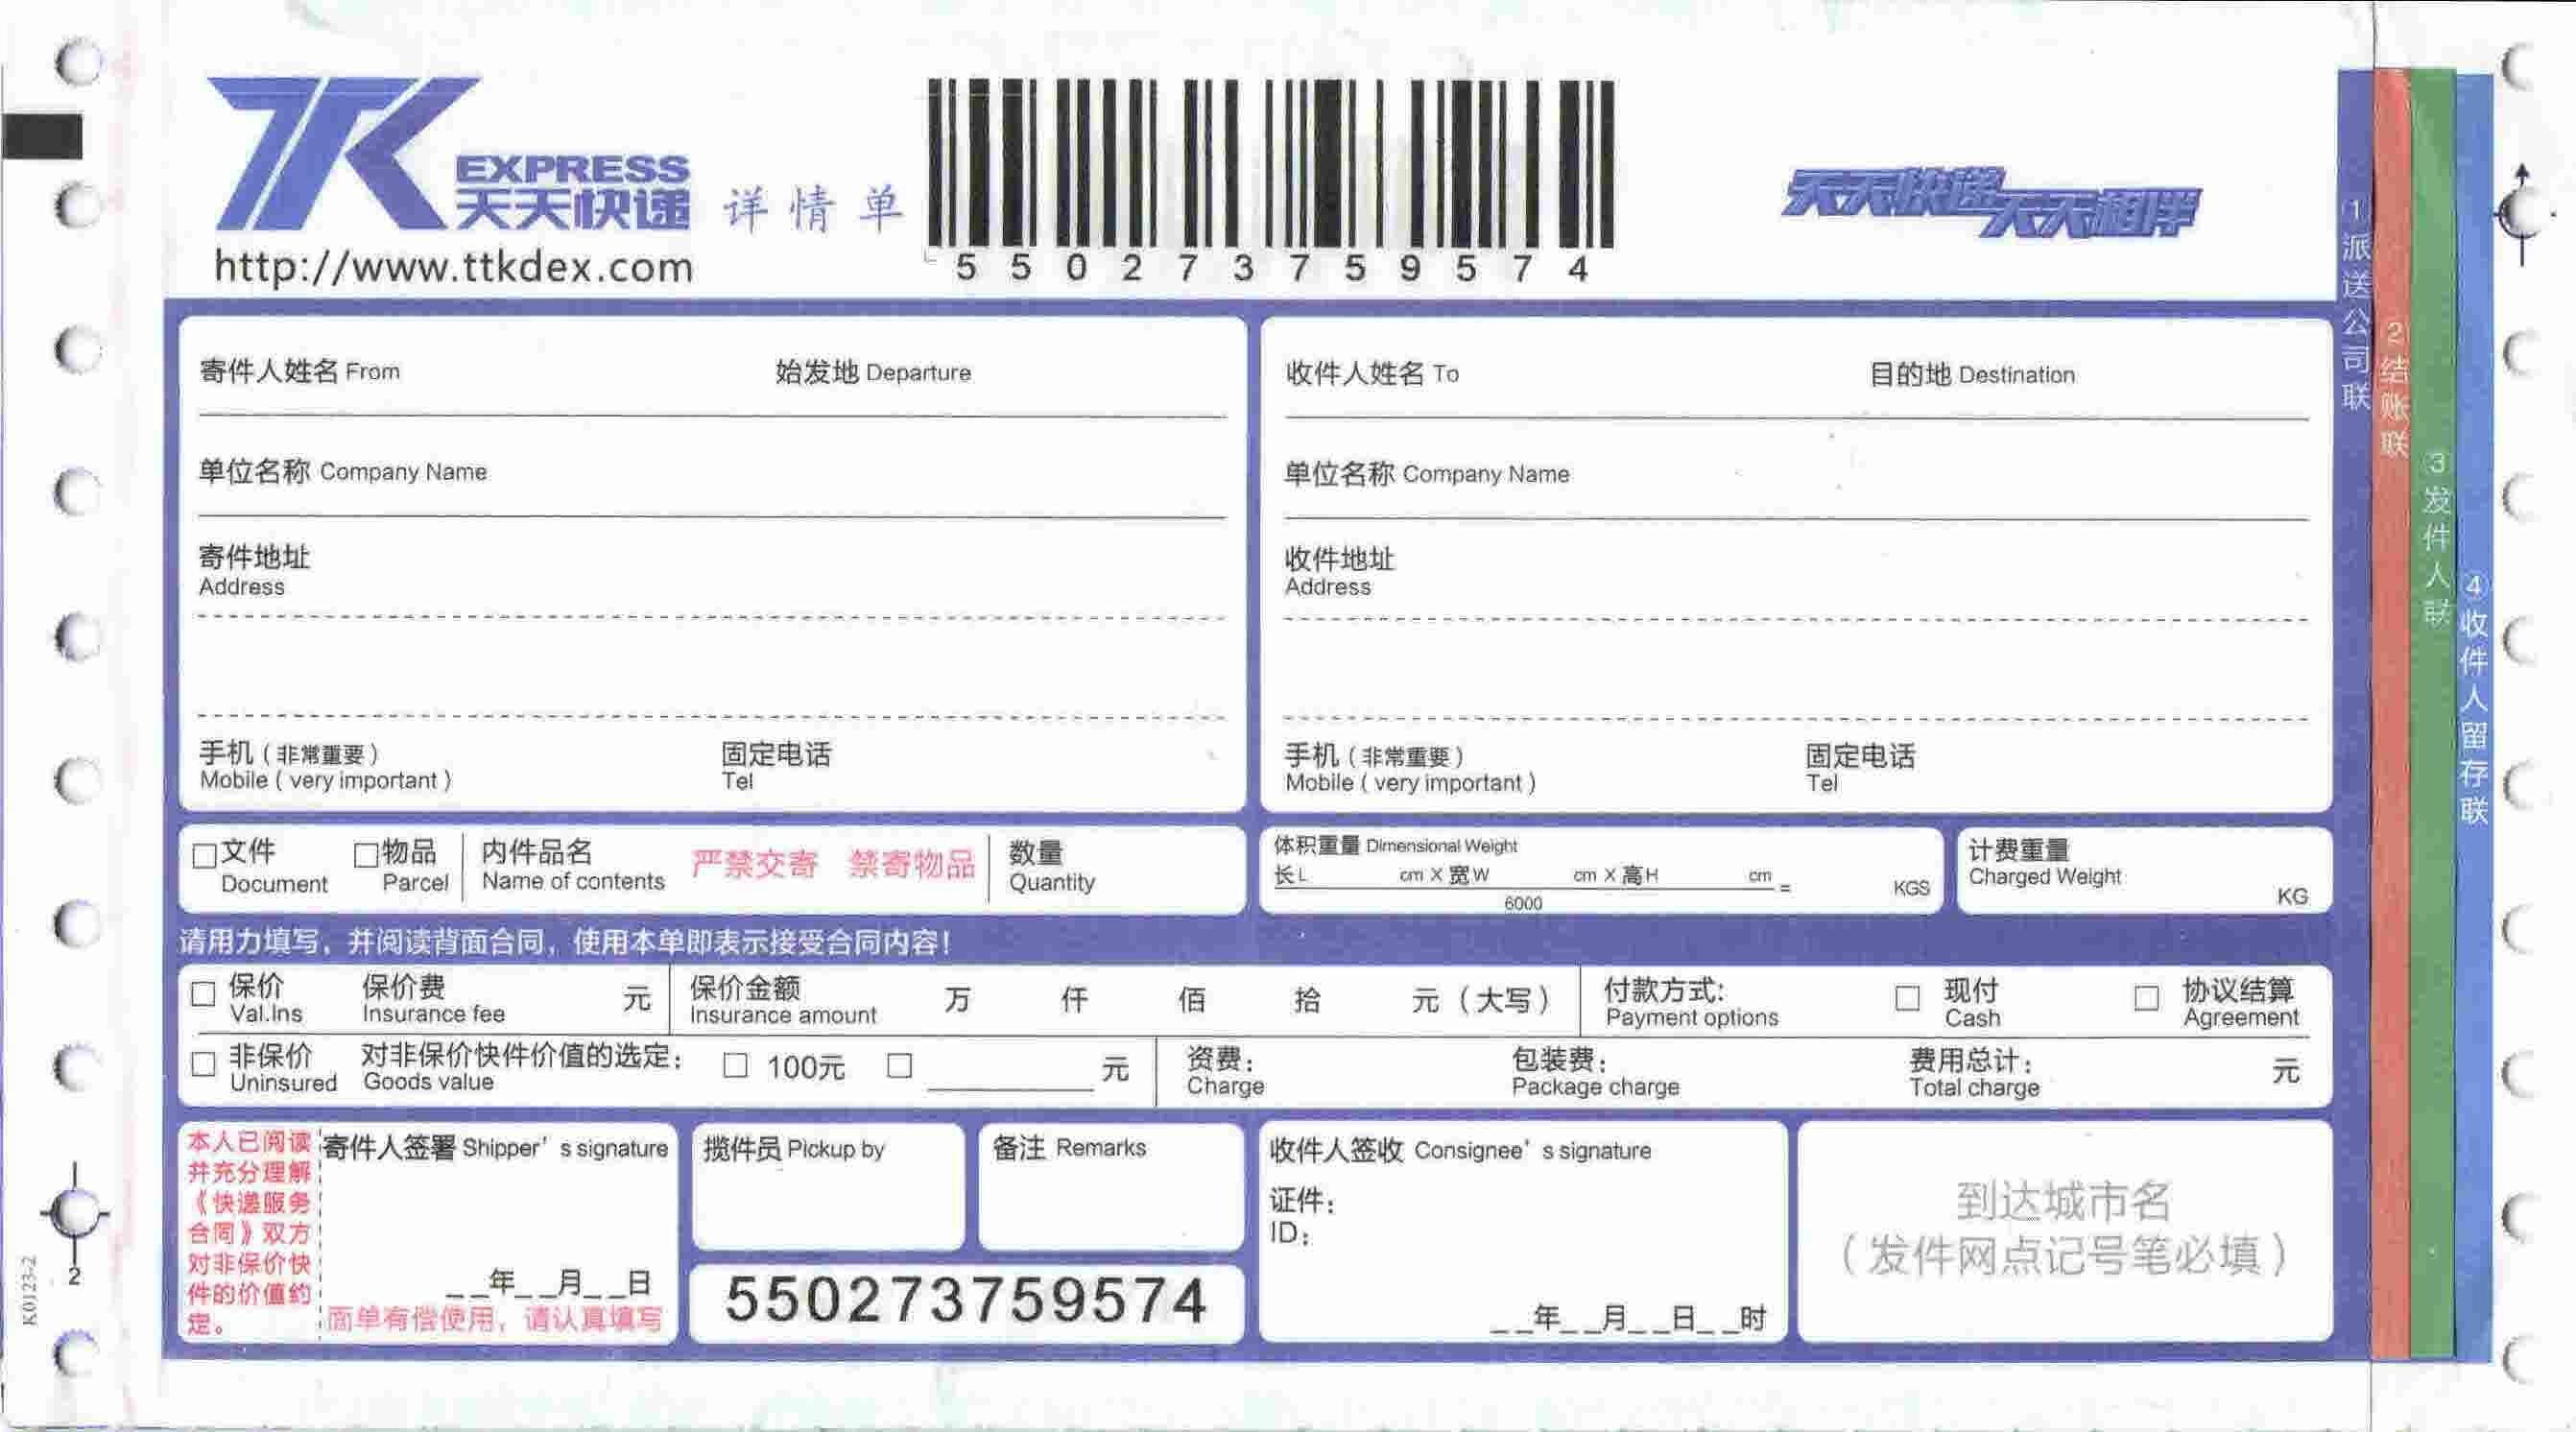 TTK EXPRESS
天天快递 详情单
http://www.ttkdex.com
550273759574
天天快递 天天相伴
寄件人姓名 From 始发地 Departure
单位名称 Company Name
寄件地址
Address
手机（非常重要） 固定电话
Mobile ( very important ) Tel
收件人姓名 To 目的地 Destination
单位名称 Company Name
收件地址
Address
手机（非常重要） 固定电话
Mobile ( very important ) Tel
□文件 □物品 内件品名 严禁交寄 禁寄物品 数量
Document Parcel Name of contents Quantity
体积重量 Dimensional Weight
长L cm X 宽W cm X 高H cm = KGS
6000
计费重量
Charged Weight KG
请用力填写，并阅读背面合同，使用本单即表示接受合同内容！
□ 保价 保价费 元 保价金额 万 仟 佰 拾 元（大写） 付款方式: □ 现付 □ 协议结算
Val.Ins Insurance fee Insurance amount Payment options Cash Agreement
□ 非保价 对非保价快件价值的选定： □ 100元 □ ______ 元 资费： 包装费： 费用总计： 元
Uninsured Goods value Charge Package charge Total charge
本人已阅读
并充分理解
《快递服务
合同》双方
对非保价快
件的价值约
定。
寄件人签署 Shipper's signature
__年__月__日
面单有偿使用，请认真填写
揽件员 Pickup by
备注 Remarks
550273759574
收件人签收 Consignee's signature
证件：
ID：
__年__月__日__时
到达城市名
（发件网点记号笔必填）
①派送公司联
2结账联
③发件人联
④收件人留存联
K0123-2
2